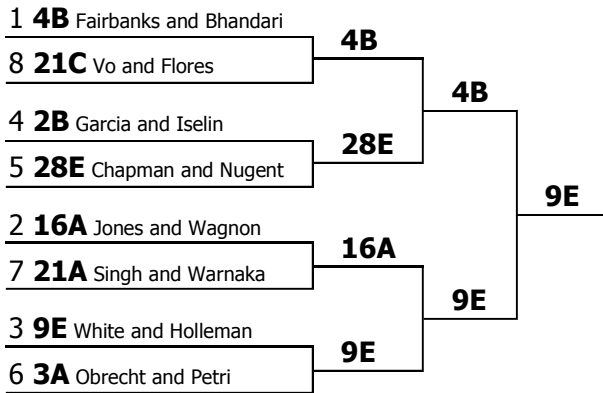 1 4B Fairbanks and Bhandari
8 21C Vo and Flores
4 2B Garcia and Iselin
5 28E Chapman and Nugent
2 16A Jones and Wagnon
7 21A Singh and Warnaka
3 9E White and Holleman
6 3A Obrecht and Petri
4B
28E
16A
9E
4B
9E
9E